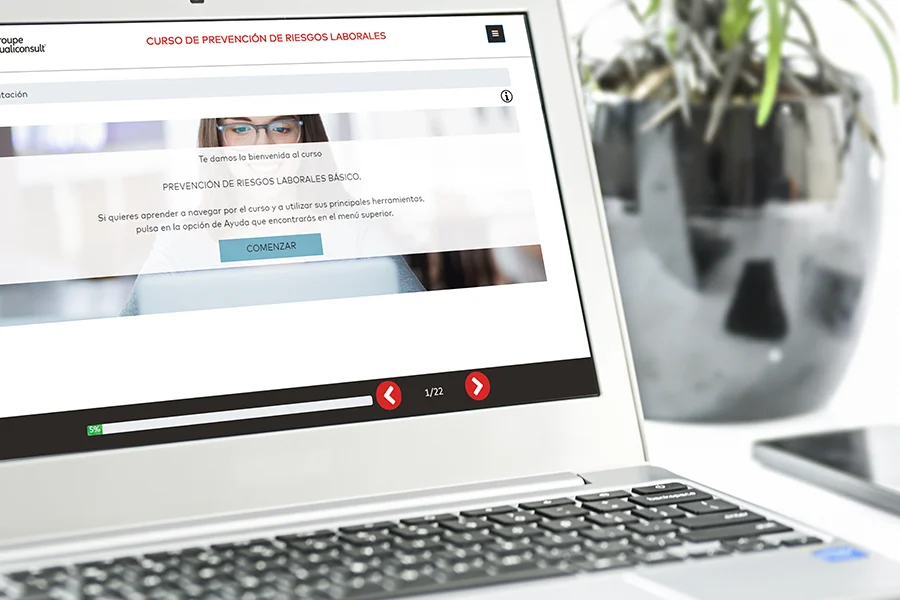 roupe
ualiconsult
CURSO DE PREVENCIÓN DE RIESGOS LABORALES
tación
Te damos la bienvenida al curso
PREVENCIÓN DE RIESGOS LABORALES BÁSICO.
Si quieres aprender a navegar por el curso y a utilizar sus principales herramientos,
pulsa en la opción de Ayuda que encontrarás en el menú superior.
COMENZAR
5%
1/22
backspace